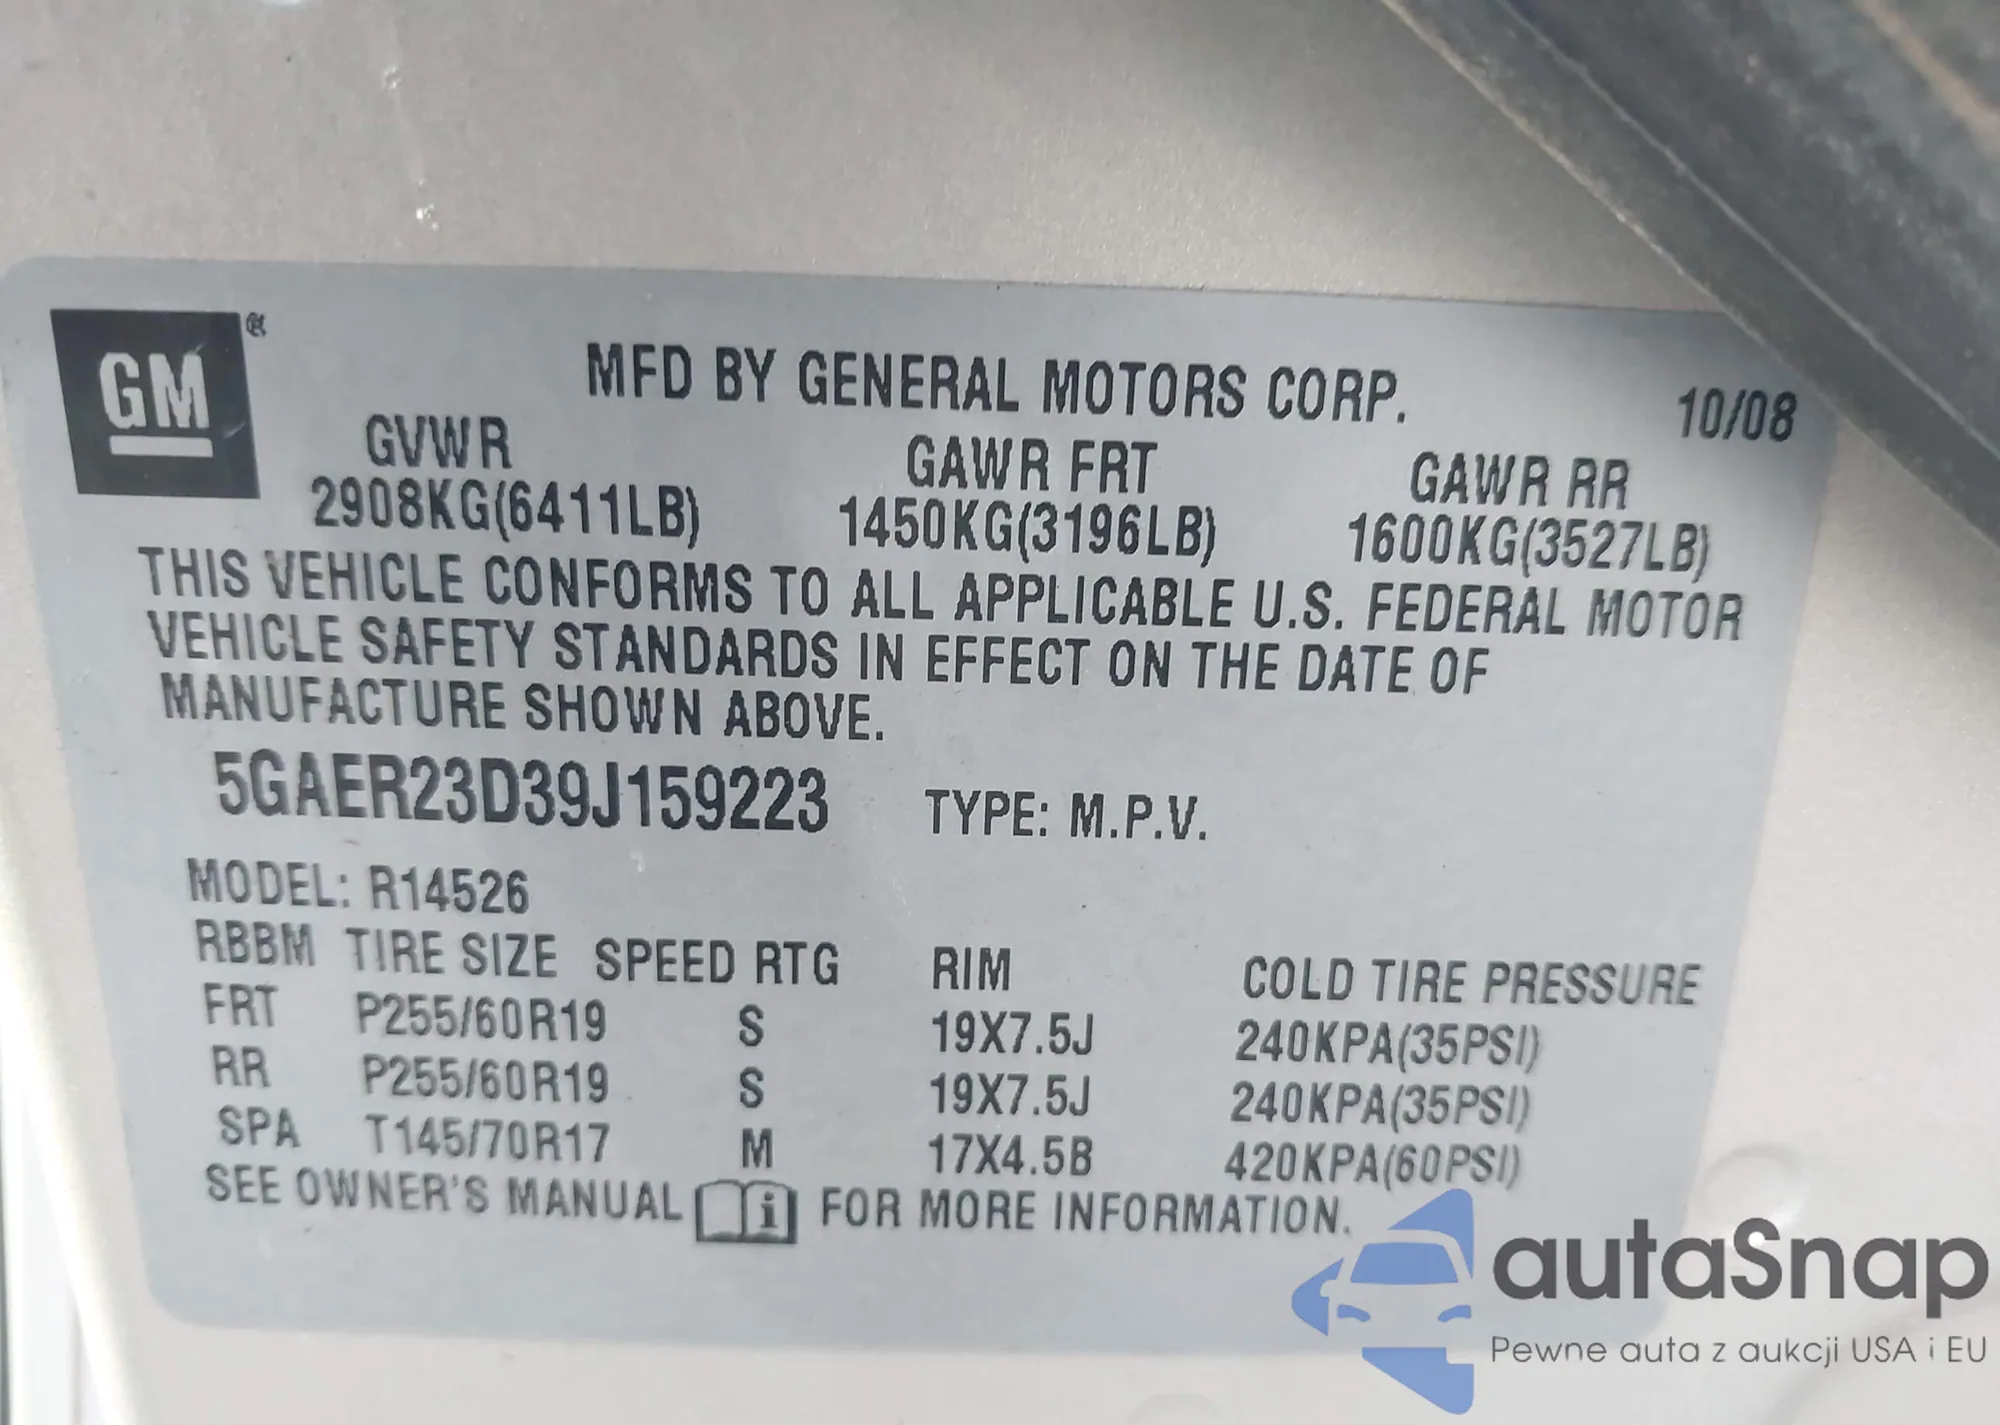 GM
MFD BY GENERAL MOTORS CORP. 10/08
GVWR GAWR FRT GAWR RR
2908KG(6411LB) 1450KG(3196LB) 1600KG(3527LB)
THIS VEHICLE CONFORMS TO ALL APPLICABLE U.S. FEDERAL MOTOR
VEHICLE SAFETY STANDARDS IN EFFECT ON THE DATE OF
MANUFACTURE SHOWN ABOVE.
5GAER23D39J159223 TYPE: M.P.V.
MODEL: R14526
RBBM TIRE SIZE SPEED RTG RIM COLD TIRE PRESSURE
FRT P255/60R19 S 19X7.5J 240KPA(35PSI)
RR P255/60R19 S 19X7.5J 240KPA(35PSI)
SPA T145/70R17 M 17X4.5B 420KPA(60PSI)
SEE OWNER'S MANUAL i FOR MORE INFORMATION.
autaSnap
Pewne auta z aukcji USA i EU